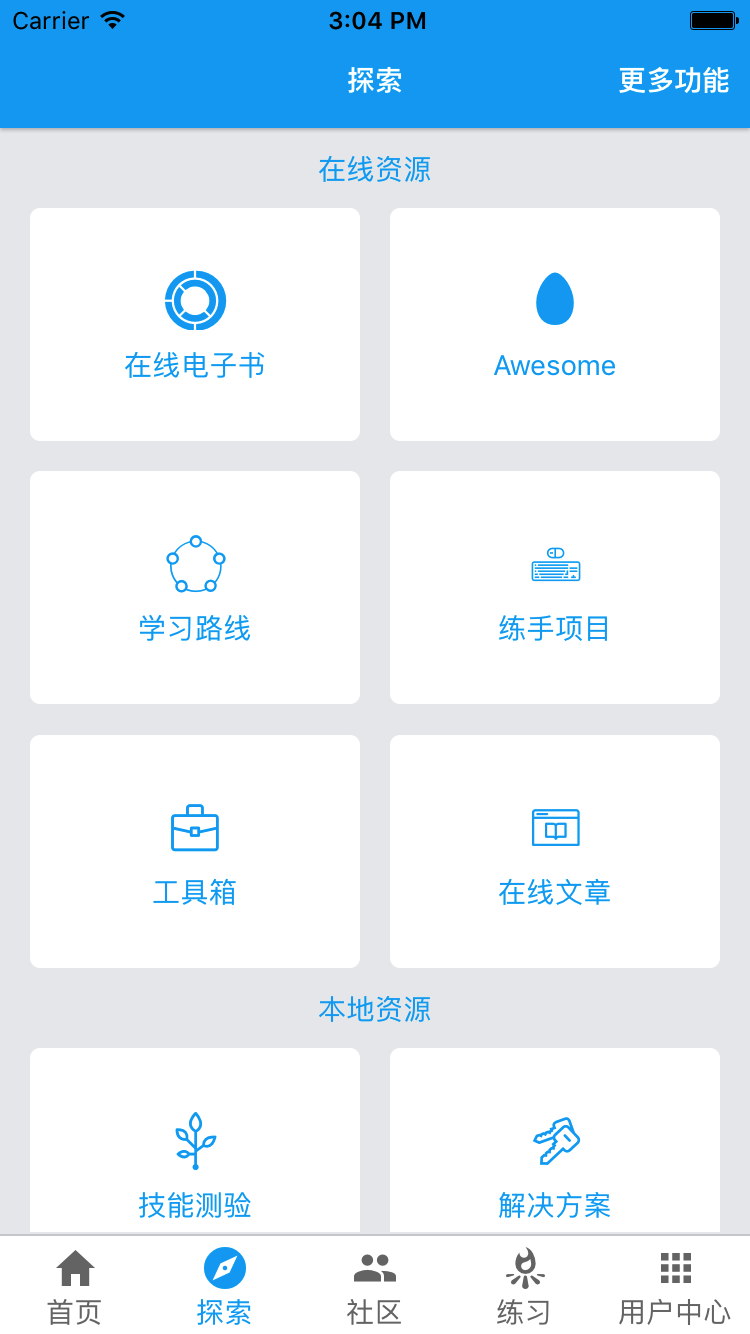 Carrier 3:04 PM
探索 更多功能
在线资源
在线电子书 Awesome
学习路线 练手项目
工具箱 在线文章
本地资源
技能测验 解决方案
首页 探索 社区 练习 用户中心